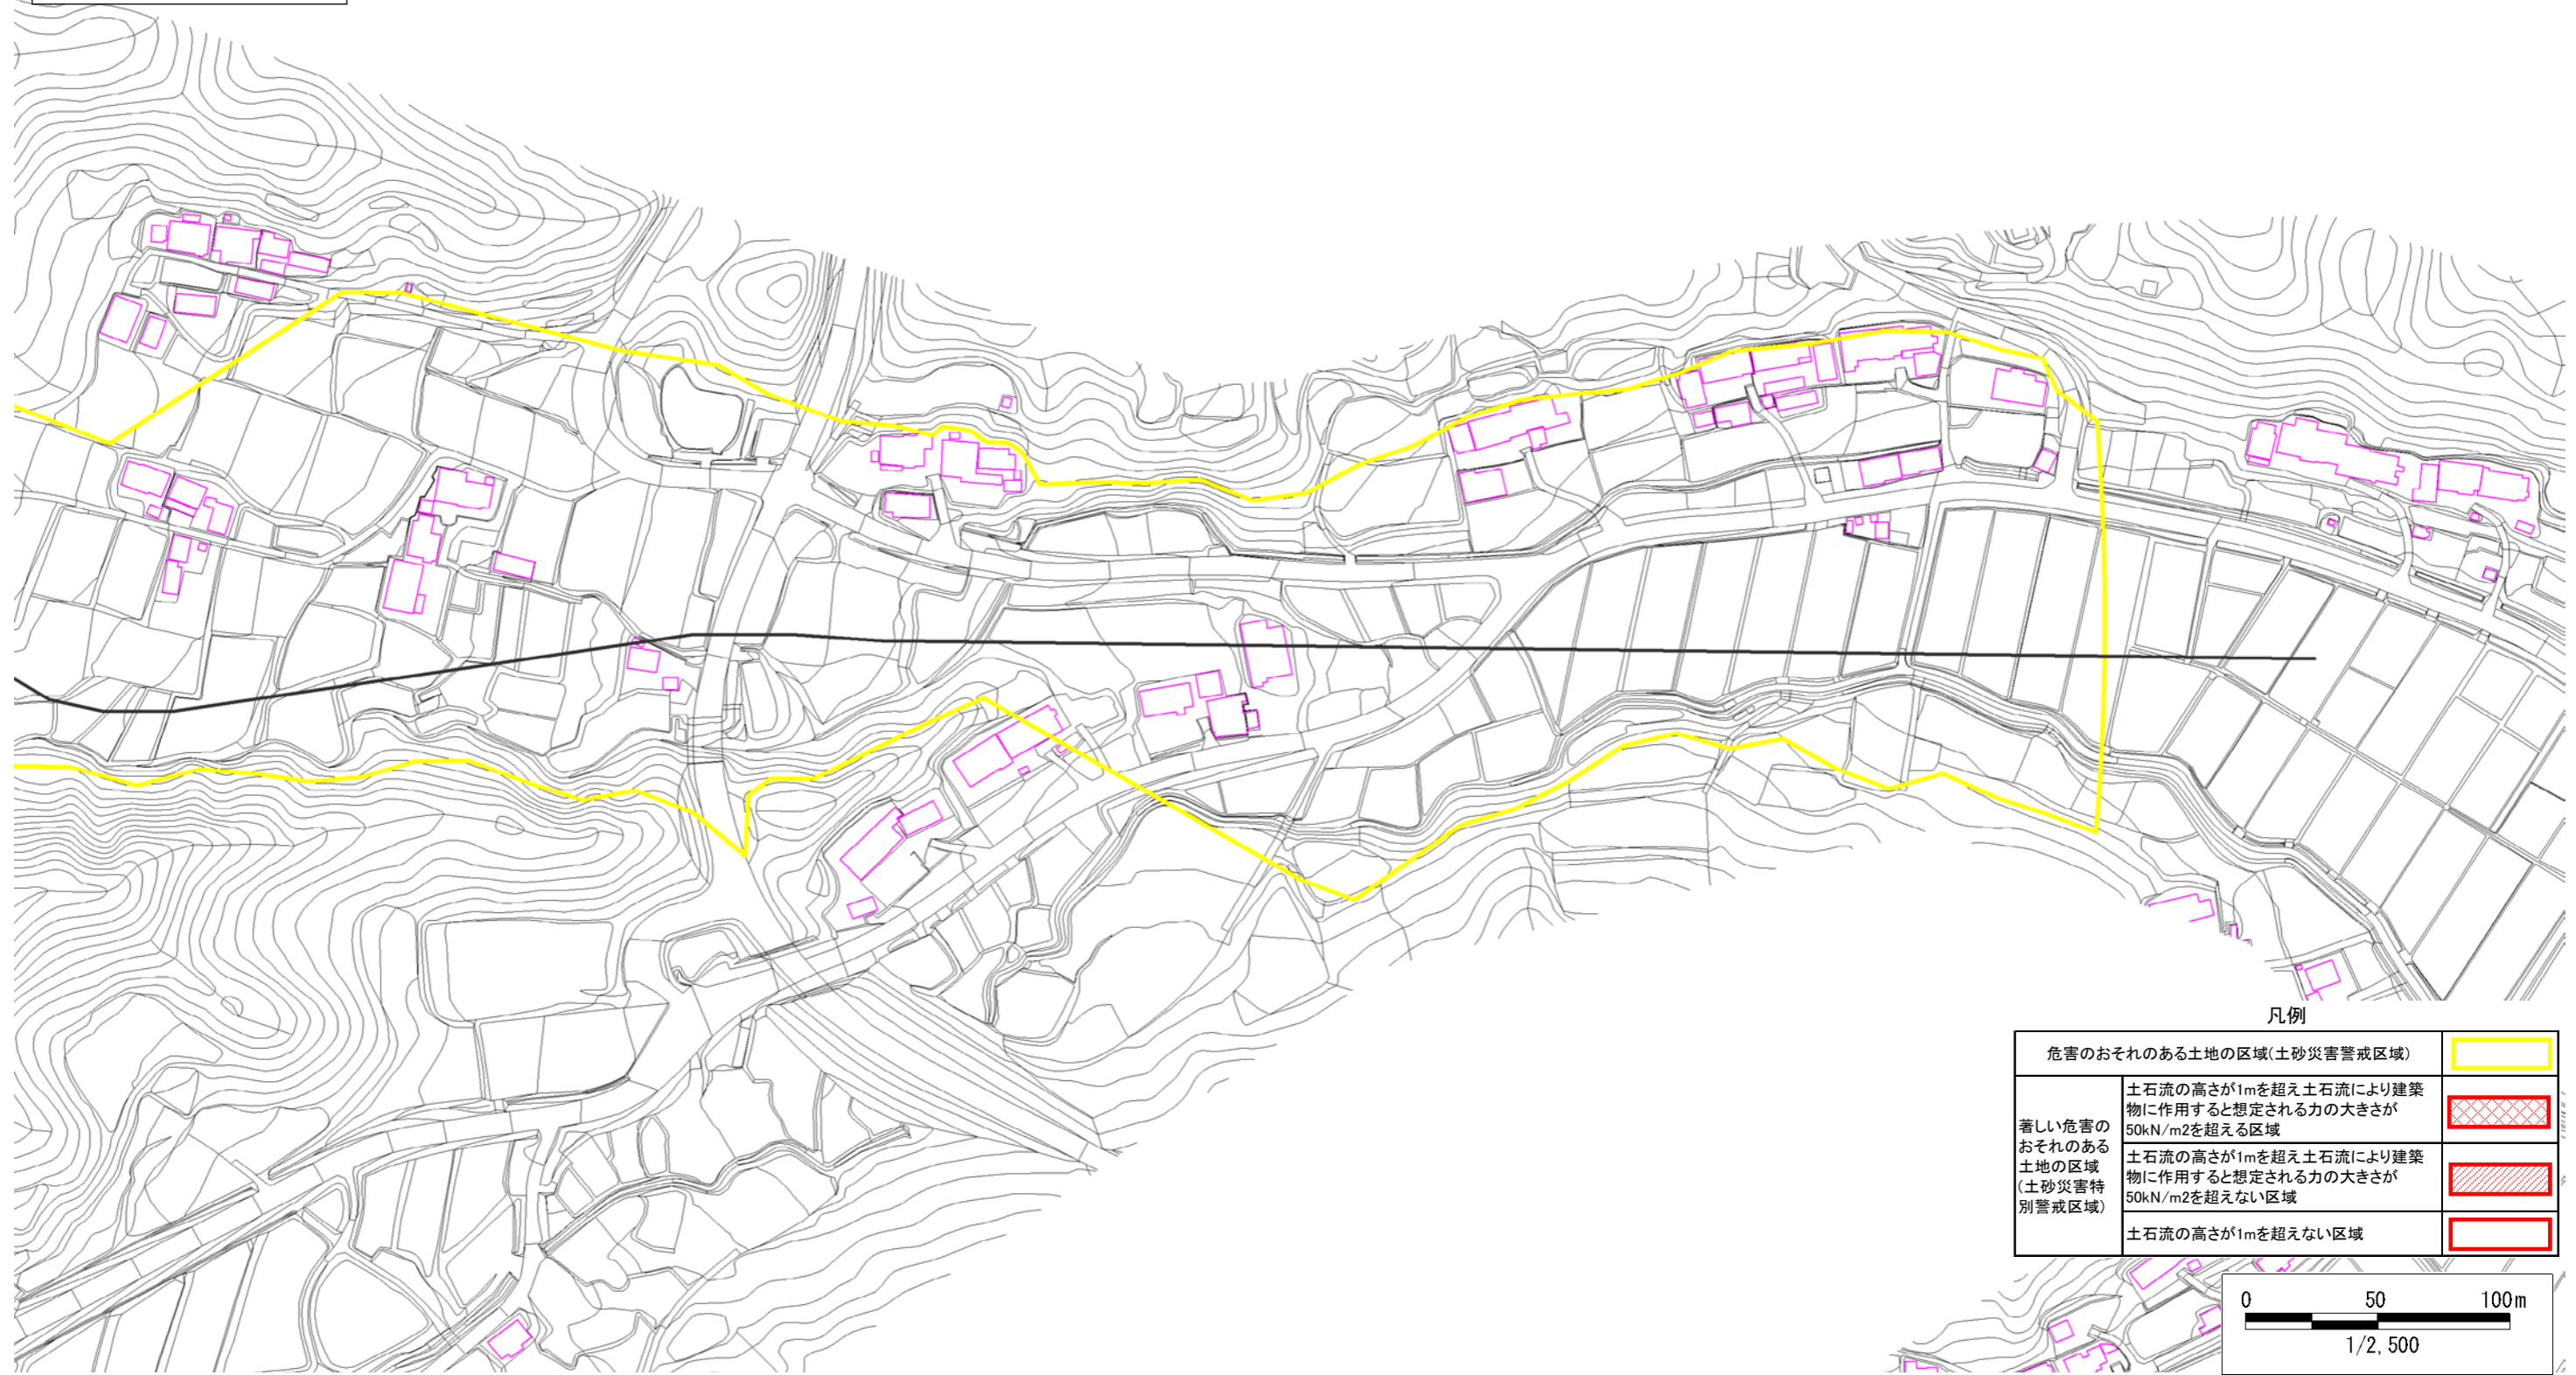 凡例
危害のおそれのある土地の区域(土砂災害警戒区域)
著しい危害の
おそれのある
土地の区域
(土砂災害特
別警戒区域)
土石流の高さが1mを超え土石流により建築
物に作用すると想定される力の大きさが
50kN/m2を超える区域
土石流の高さが1mを超え土石流により建築
物に作用すると想定される力の大きさが
50kN/m2を超えない区域
土石流の高さが1mを超えない区域
0 50 100m
1/2,500